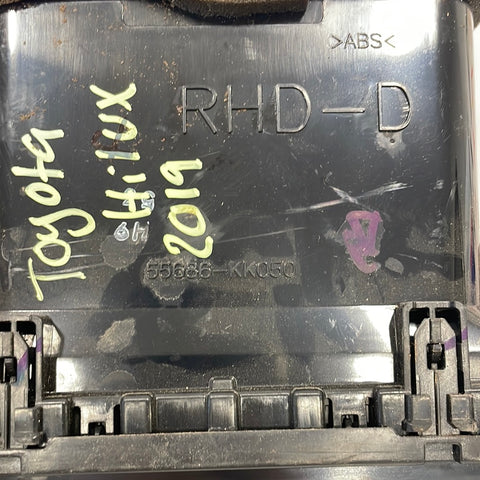 >ABS<
RHD-D
Toyota
Hilux
2019
55686-KK050